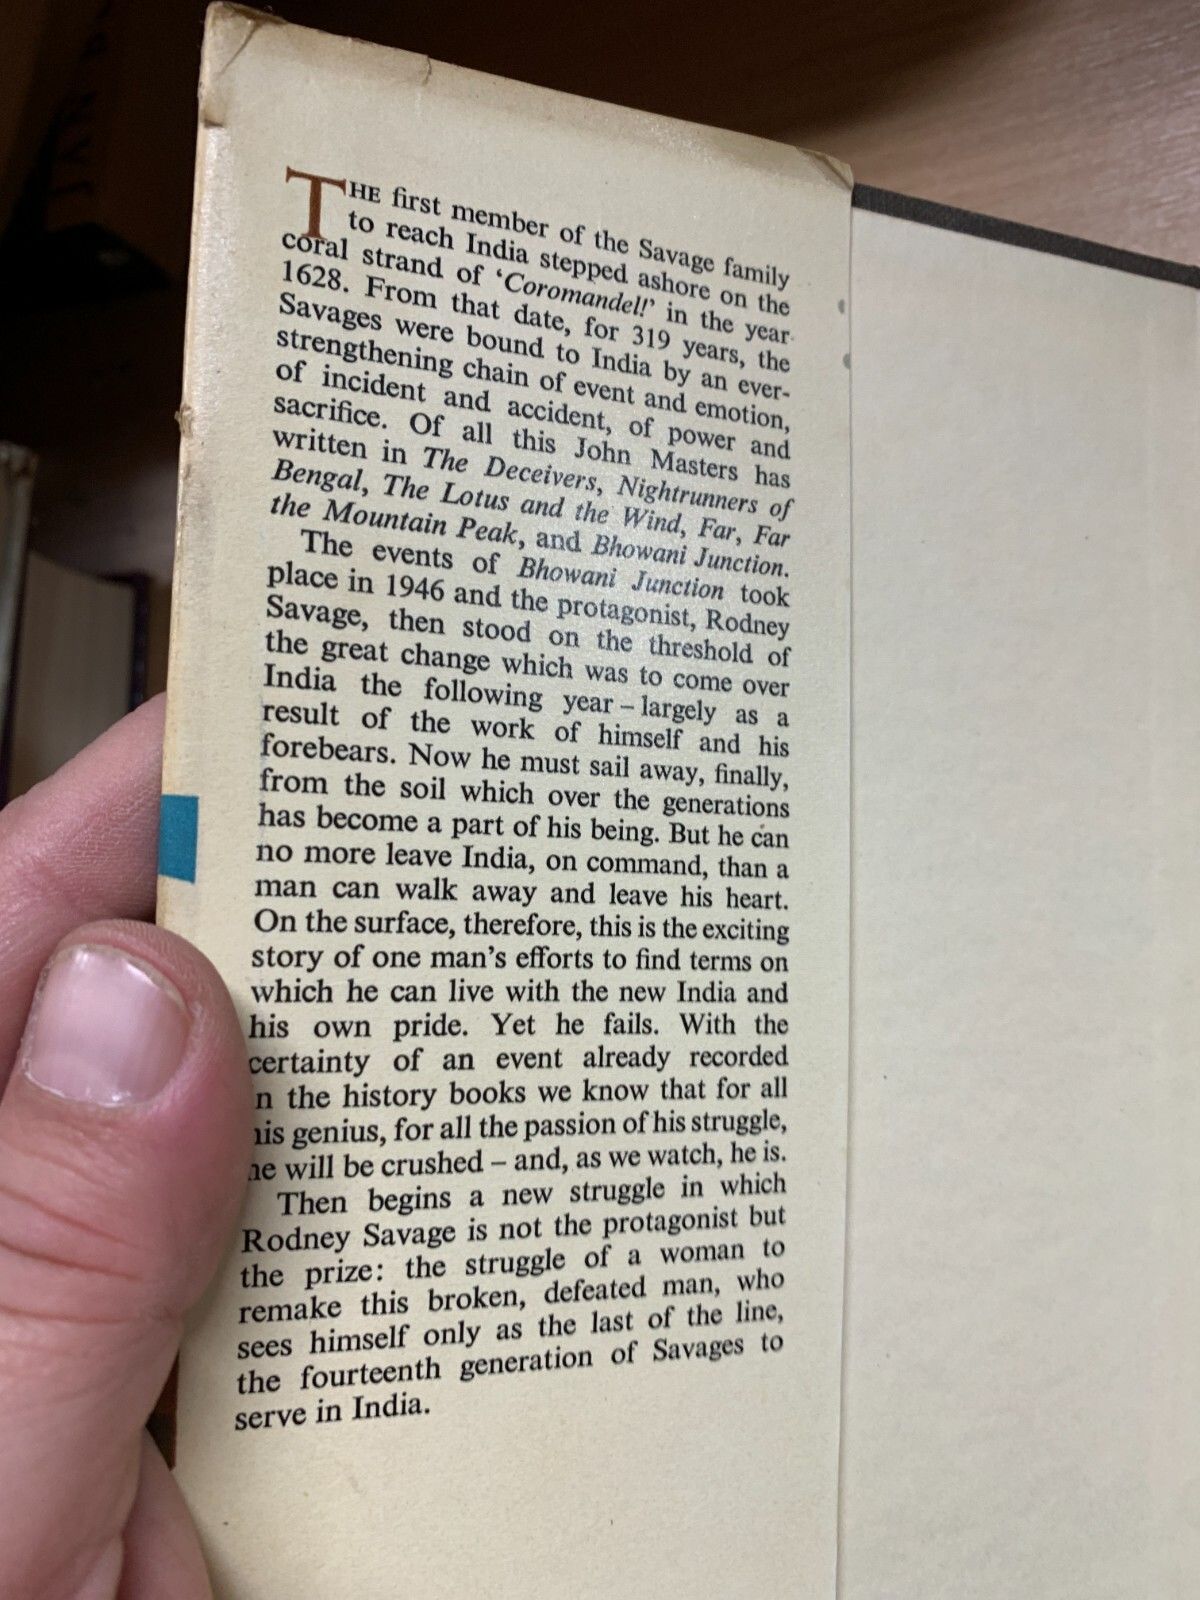 THE first member of the Savage family
to reach India stepped ashore on the
coral strand of ‘Coromandel!’ in the year
1628. From that date, for 319 years, the
Savages were bound to India by an ever-
strengthening chain of event and emotion,
of incident and accident, of power and
sacrifice. Of all this John Masters has
written in The Deceivers, Nightrunners of
Bengal, The Lotus and the Wind, Far, Far
the Mountain Peak, and Bhowani Junction.
The events of Bhowani Junction took
place in 1946 and the protagonist, Rodney
Savage, then stood on the threshold of
the great change which was to come over
India the following year – largely as a
result of the work of himself and his
forebears. Now he must sail away, finally,
from the soil which over the generations
has become a part of his being. But he can
no more leave India, on command, than a
man can walk away and leave his heart.
On the surface, therefore, this is the exciting
story of one man’s efforts to find terms on
which he can live with the new India and
his own pride. Yet he fails. With the
certainty of an event already recorded
n the history books we know that for all
his genius, for all the passion of his struggle,
he will be crushed – and, as we watch, he is.
Then begins a new struggle in which
Rodney Savage is not the protagonist but
the prize: the struggle of a woman to
remake this broken, defeated man, who
sees himself only as the last of the line,
the fourteenth generation of Savages to
serve in India.